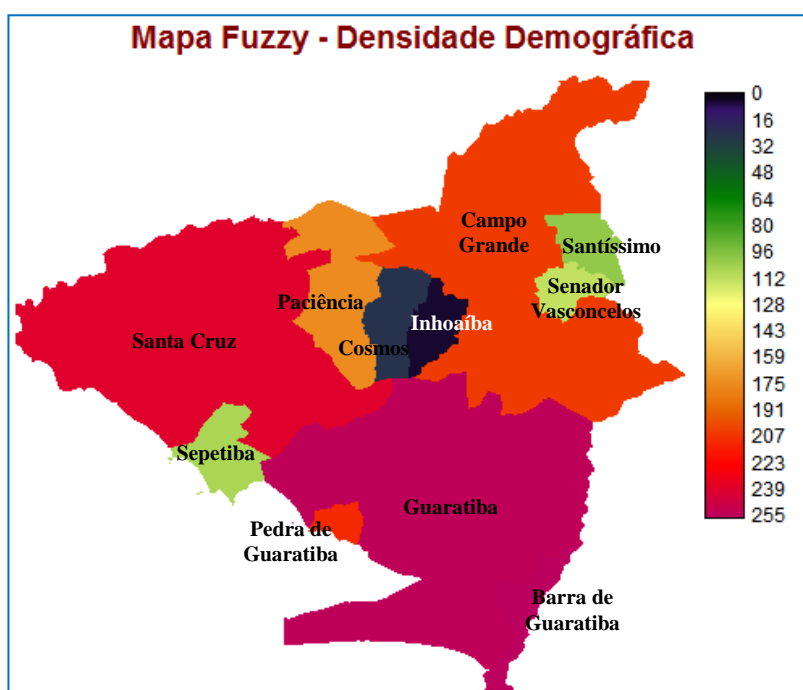 Mapa Fuzzy - Densidade Demográfica
0
16
32
48
64
80
96
112
128
143
159
175
191
207
223
239
255
Campo
Grande
Santíssimo
Senador
Vasconcelos
Paciência
Inhoaíba
Santa Cruz
Cosmos
Sepetiba
Guaratiba
Pedra de
Guaratiba
Barra de
Guaratiba